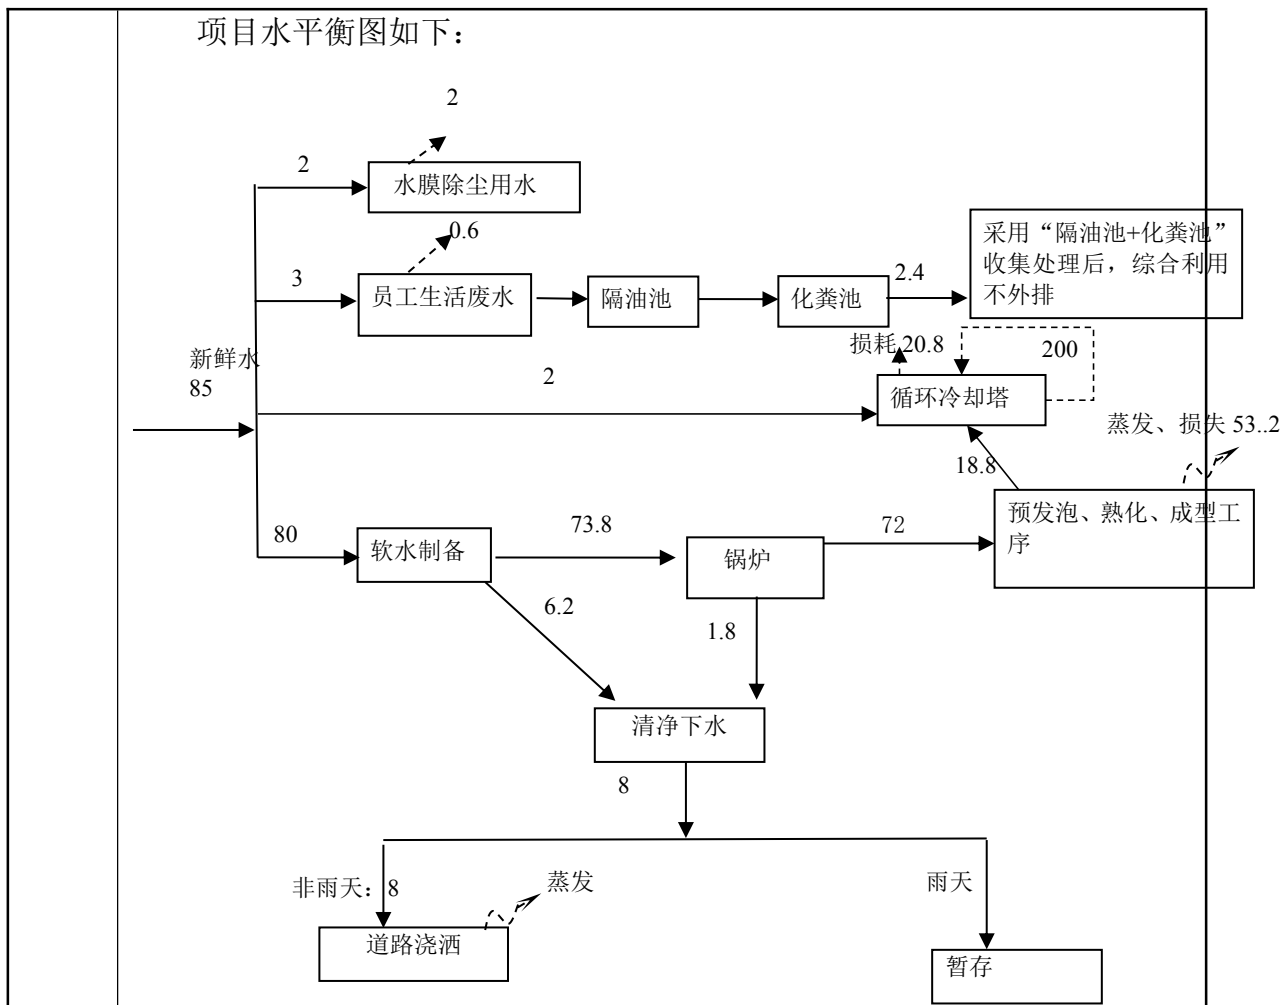 项目水平衡图如下：
2
2
水膜除尘用水
0.6
3
员工生活废水
隔油池
化粪池
2.4
采用“隔油池+化粪池”
收集处理后，综合利用
不外排
新鲜水
85
2
损耗 20.8
200
循环冷却塔
蒸发、损失 53..2
18.8
80
软水制备
73.8
锅炉
72
预发泡、熟化、成型工
序
6.2
1.8
清净下水
8
非雨天：8
蒸发
雨天
道路浇洒
暂存